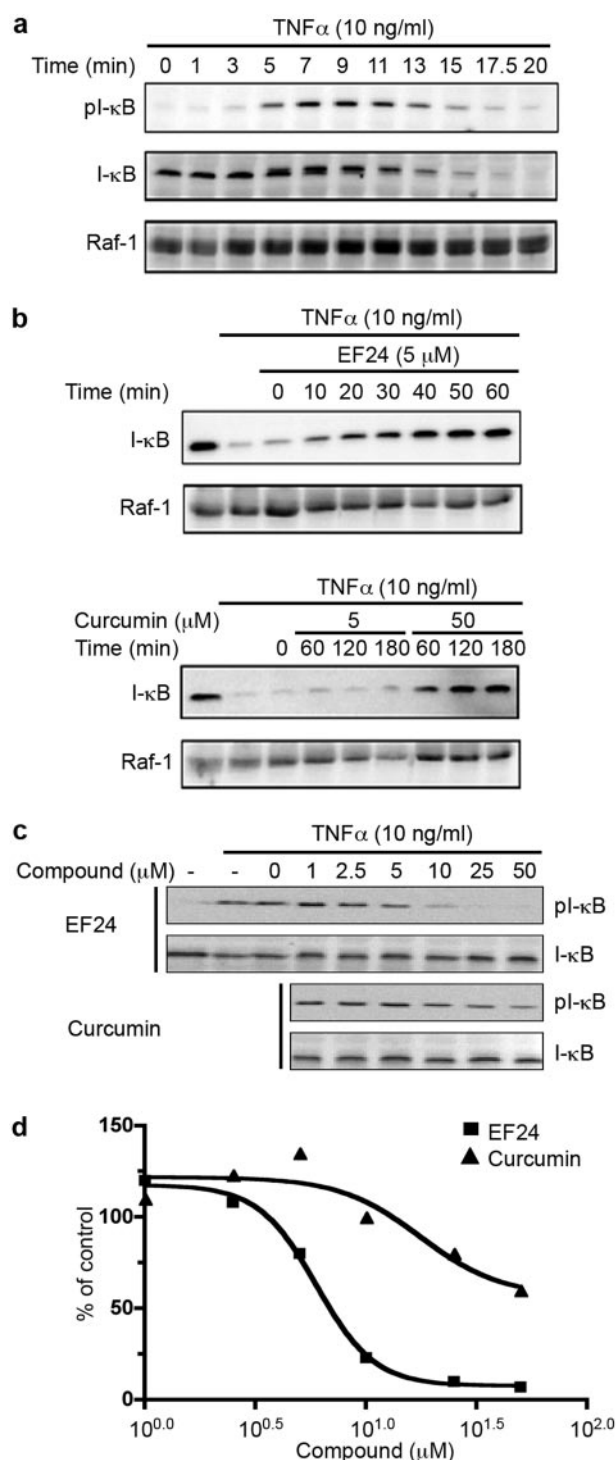 a
TNFα (10 ng/ml)
Time (min) 0 1 3 5 7 9 11 13 15 17.5 20
pI-κB
I-κB
Raf-1
b
TNFα (10 ng/ml)
EF24 (5 μM)
Time (min) 0 10 20 30 40 50 60
I-κB
Raf-1
TNFα (10 ng/ml)
Curcumin (μM) 5 50
Time (min) 0 60 120 180 60 120 180
I-κB
Raf-1
c
TNFα (10 ng/ml)
Compound (μM) - - 0 1 2.5 5 10 25 50
EF24
pI-κB
I-κB
Curcumin
pI-κB
I-κB
d
150
100
50
0
% of control
EF24
Curcumin
10^0.0 10^0.5 10^1.0 10^1.5 10^2.0
Compound (μM)